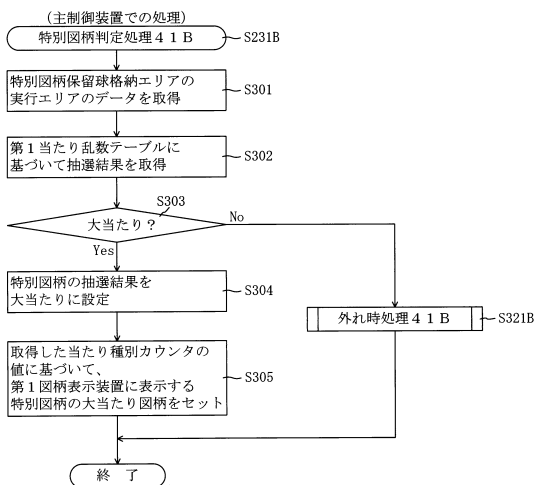 (主制御装置での処理)
特別図柄判定処理41B
S231B
特別図柄保留球格納エリアの
実行エリアのデータを取得
S301
第1当たり乱数テーブルに
基づいて抽選結果を取得
S302
S303
大当たり?
No
Yes
特別図柄の抽選結果を
大当たりに設定
S304
外れ時処理41B
S321B
取得した当たり種別カウンタの
値に基づいて、
第1図柄表示装置に表示する
特別図柄の大当たり図柄をセット
S305
終 了